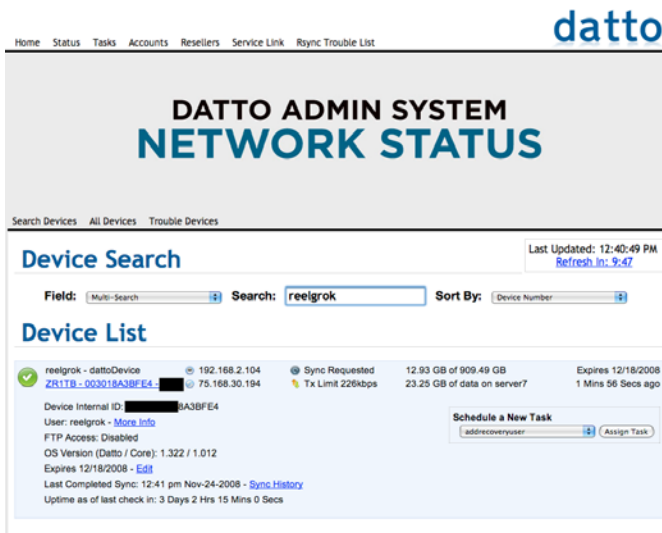 datto
Home Status Tasks Accounts Resellers Service Link Rsync Trouble List
DATTO ADMIN SYSTEM
NETWORK STATUS
Search Devices All Devices Trouble Devices
Device Search
Last Updated: 12:40:49 PM
Refresh In: 9:47
Field: Multi-Search Search: reelgrok Sort By: Device Number
Device List
reelgrok - dattoDevice 192.168.2.104 Sync Requested 12.93 GB of 909.49 GB Expires 12/18/2008
ZR1TB - 003018A3BFE4 - 75.168.30.194 Tx Limit 226kbps 23.25 GB of data on server7 1 Mins 56 Secs ago
Device Internal ID: 8A3BFE4
User: reelgrok - More Info
FTP Access: Disabled
OS Version (Datto / Core): 1.322 / 1.012
Expires 12/18/2008 - Edit
Last Completed Sync: 12:41 pm Nov-24-2008 - Sync History
Uptime as of last check in: 3 Days 2 Hrs 15 Mins 0 Secs
Schedule a New Task
addrecoveryuser Assign Task